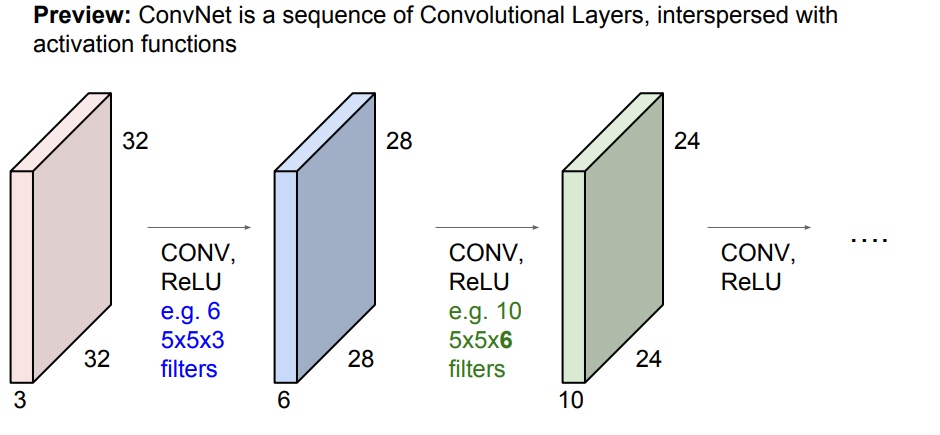 Preview: ConvNet is a sequence of Convolutional Layers, interspersed with
activation functions
32
32
3
CONV,
ReLU
e.g. 6
5x5x3
filters
28
28
6
CONV,
ReLU
e.g. 10
5x5x6
filters
24
24
10
CONV,
ReLU
....